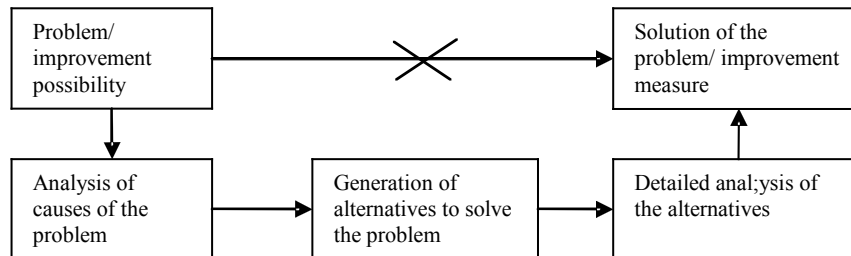 Problem/
improvement
possibility
Solution of the
problem/ improvement
measure
Analysis of
causes of the
problem
Generation of
alternatives to solve
the problem
Detailed anal;ysis of
the alternatives